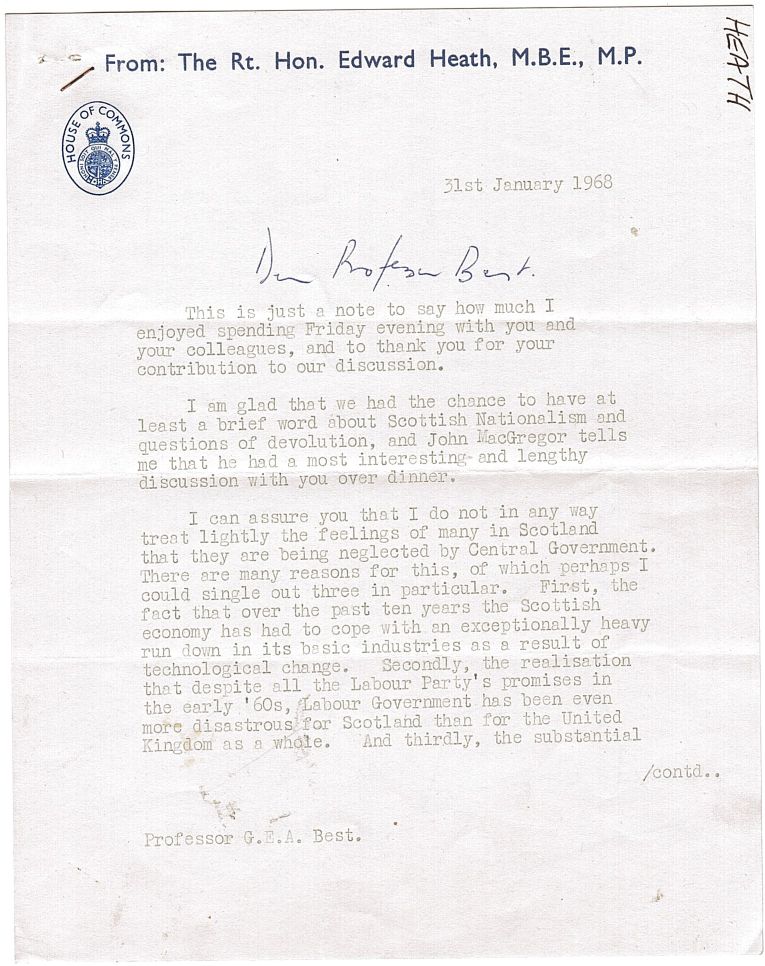 HEATH
From: The Rt. Hon. Edward Heath, M.B.E., M.P.
HOUSE OF COMMONS
31st January 1968
Dear Professor Best.
This is just a note to say how much I
enjoyed spending Friday evening with you and
your colleagues, and to thank you for your
contribution to our discussion.
I am glad that we had the chance to have at
least a brief word about Scottish Nationalism and
questions of devolution, and John MacGregor tells
me that he had a most interesting and lengthy
discussion with you over dinner.
I can assure you that I do not in any way
treat lightly the feelings of many in Scotland
that they are being neglected by Central Government.
There are many reasons for this, of which perhaps I
could single out three in particular. First, the
fact that over the past ten years the Scottish
economy has had to cope with an exceptionally heavy
run down in its basic industries as a result of
technological change. Secondly, the realisation
that despite all the Labour Party's promises in
the early '60s, Labour Government has been even
more disastrous for Scotland than for the United
Kingdom as a whole. And thirdly, the substantial
/contd..
Professor G.E.A. Best.